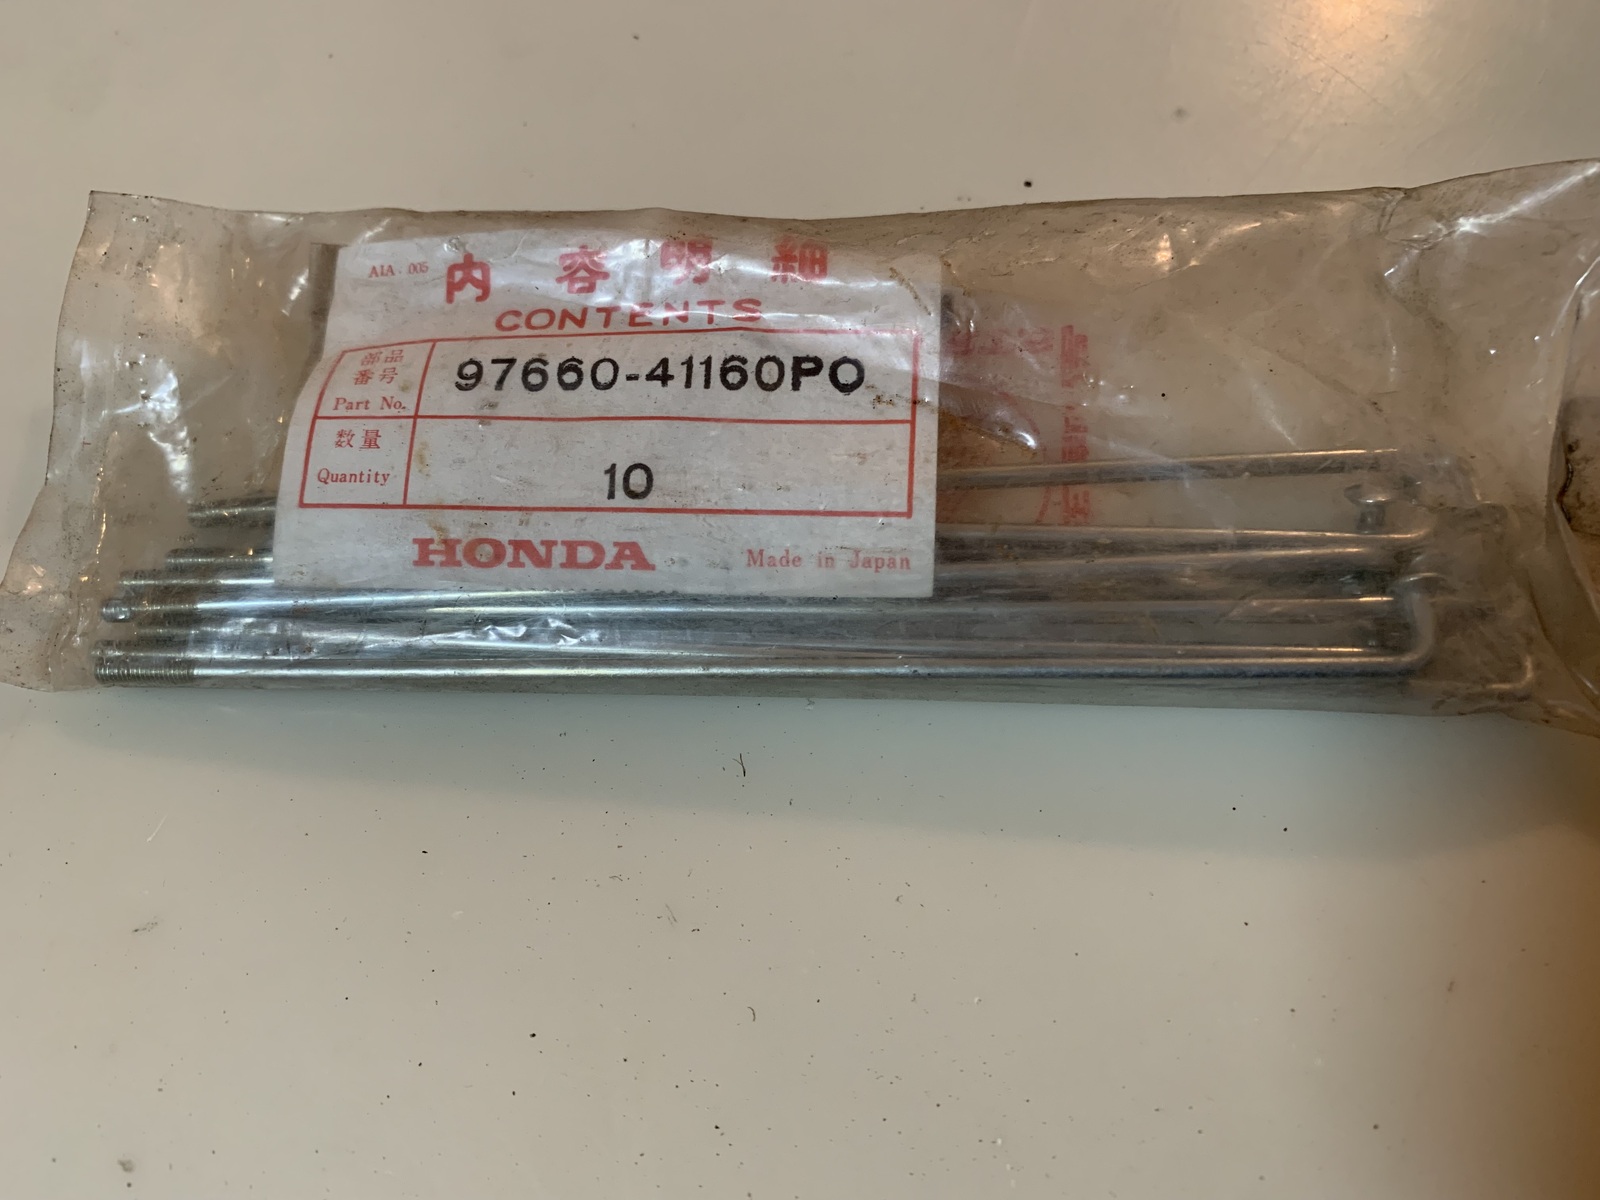 AIA . 005
内容明細
CONTENTS
部品
番号
Part No.
97660-41160PO
数量
Quantity
10
HONDA
Made in Japan